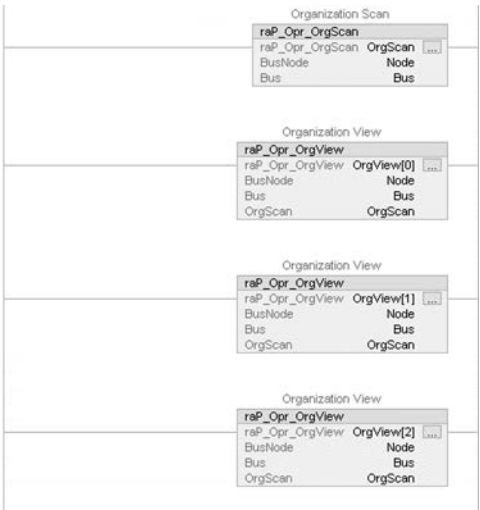 Organization Scan
raP_Opr_OrgScan
raP_Opr_OrgScan OrgScan ...
BusNode Node
Bus Bus
Organization View
raP_Opr_OrgView
raP_Opr_OrgView OrgView[0] ...
BusNode Node
Bus Bus
OrgScan OrgScan
Organization View
raP_Opr_OrgView
raP_Opr_OrgView OrgView[1] ...
BusNode Node
Bus Bus
OrgScan OrgScan
Organization View
raP_Opr_OrgView
raP_Opr_OrgView OrgView[2] ...
BusNode Node
Bus Bus
OrgScan OrgScan